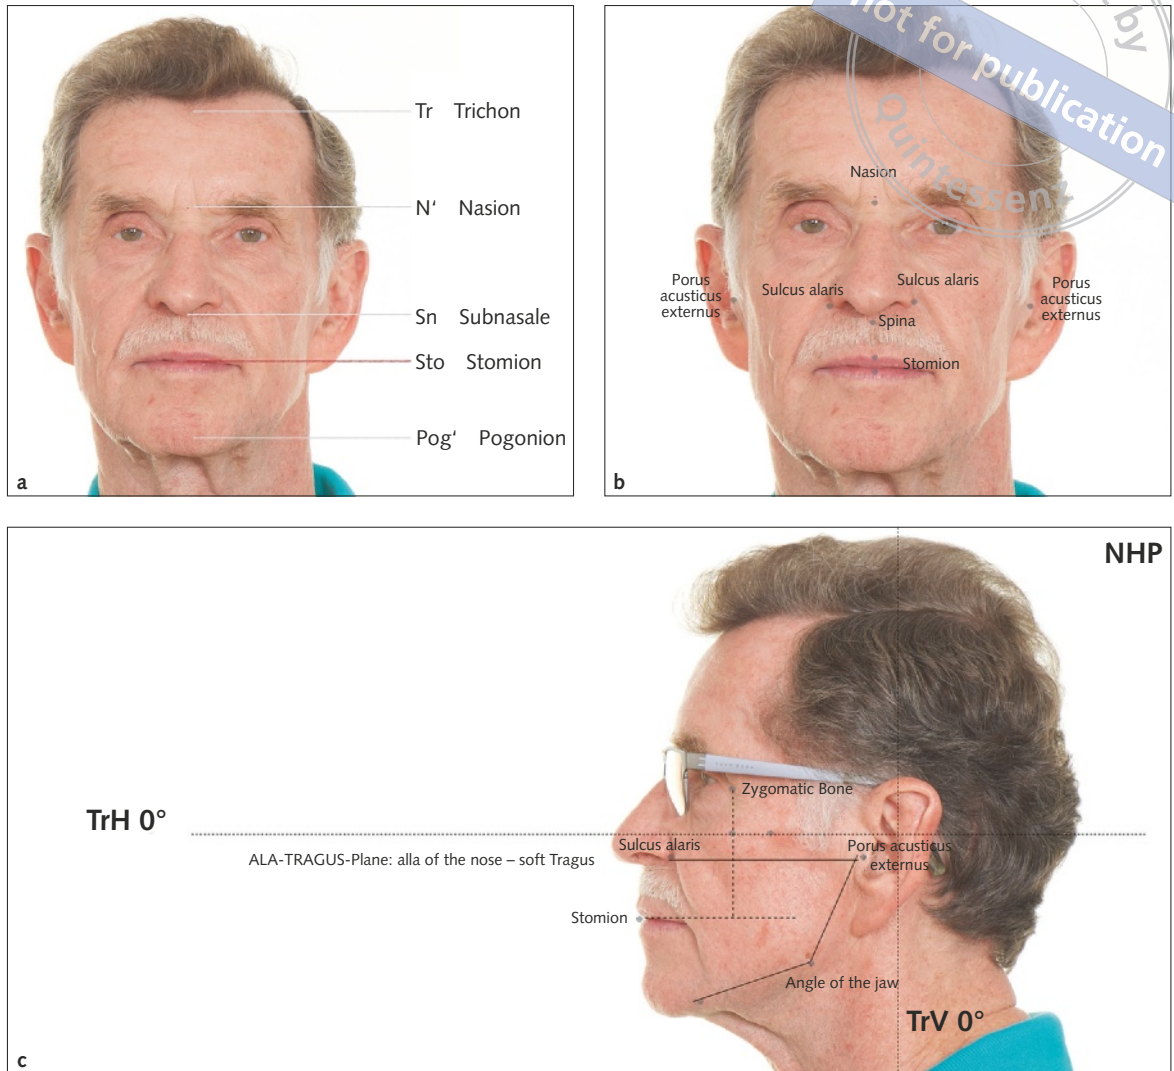 not for publication
by
Quintessenz
Tr Trichon
N' Nasion
Sn Subnasale
Sto Stomion
Pog' Pogonion
a
Nasion
Porus
acusticus
externus
Sulcus alaris
Sulcus alaris
Porus
acusticus
externus
Spina
Stomion
b
NHP
Zygomatic Bone
TrH 0°
Sulcus alaris
Porus acusticus
externus
ALA-TRAGUS-Plane: alla of the nose – soft Tragus
Stomion
Angle of the jaw
TrV 0°
c